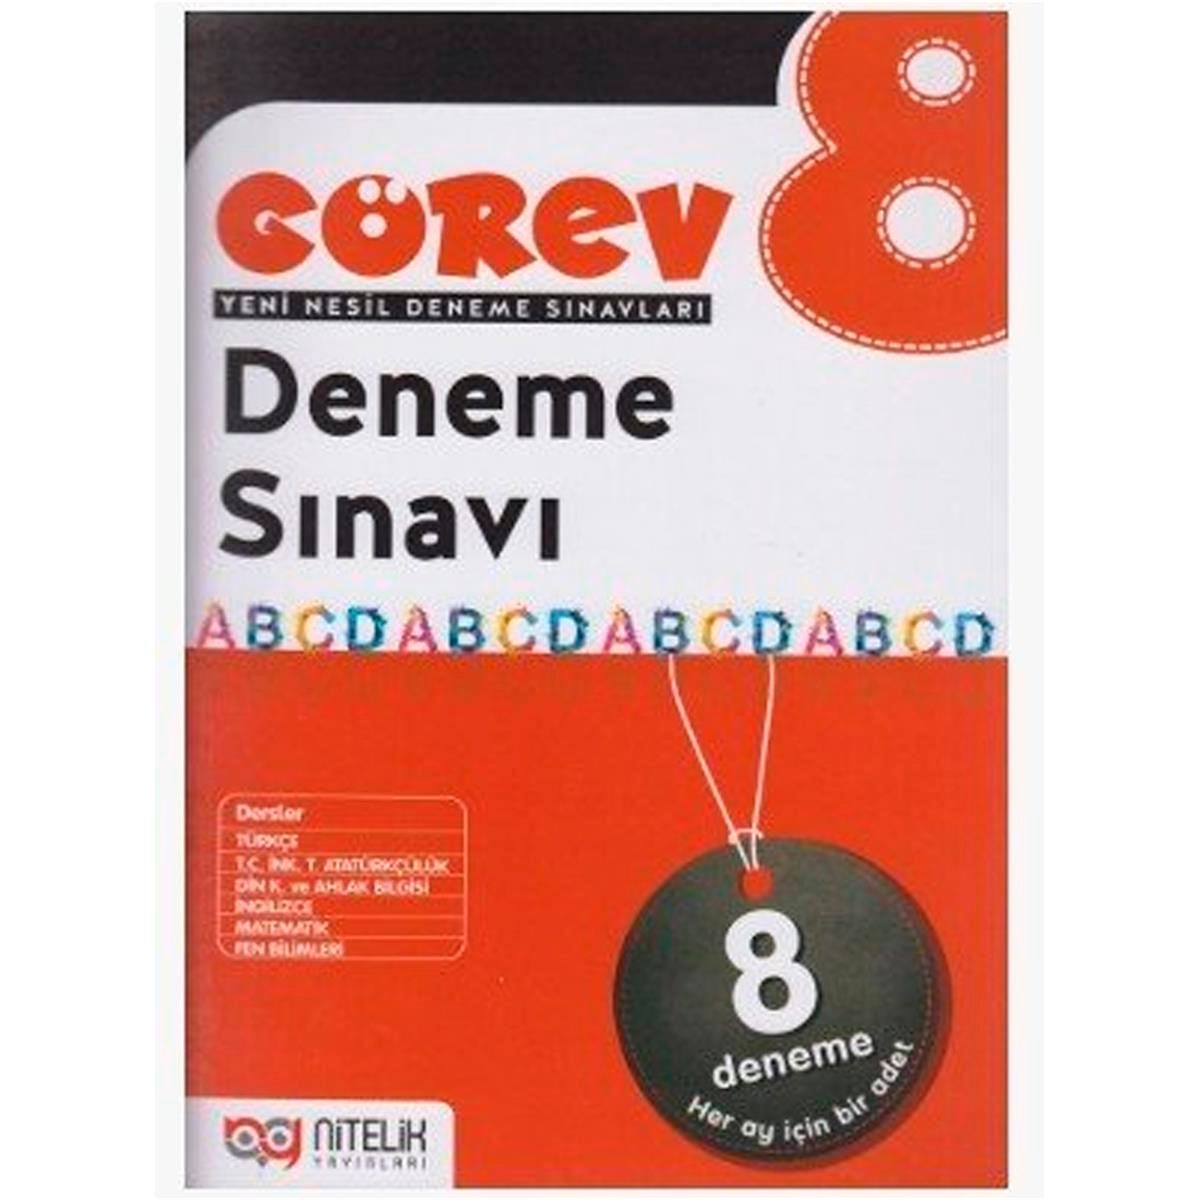 8
GÖREV
YENİ NESİL DENEME SINAVLARI
Deneme
Sınavı
ABCDABCDABCDABCD
Dersler
TÜRKÇE
T.C. İNK. T. ATATÜRKÇÜLÜK
DİN K. ve AHLAK BİLGİSİ
İNGİLİZCE
MATEMATİK
FEN BİLİMLERİ
8
deneme
Her ay için bir adet
NİTELİK
YAYINLARI